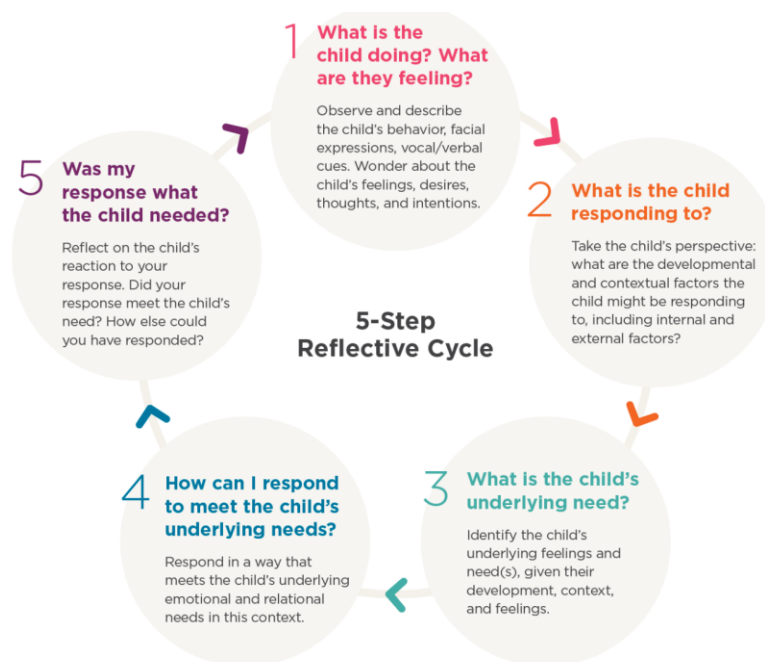 1
What is the
child doing? What
are they feeling?
Observe and describe
the child's behavior, facial
expressions, vocal/verbal
cues. Wonder about the
child's feelings, desires,
thoughts, and intentions.
2
What is the child
responding to?
Take the child's perspective:
what are the developmental
and contextual factors the
child might be responding
to, including internal and
external factors?
3
What is the child's
underlying need?
Identify the child's
underlying feelings and
need(s), given their
development, context,
and feelings.
4
How can I respond
to meet the child's
underlying needs?
Respond in a way that
meets the child's underlying
emotional and relational
needs in this context.
5
Was my
response what
the child needed?
Reflect on the child's
reaction to your
response. Did your
response meet the child's
need? How else could
you have responded?
5-Step
Reflective Cycle